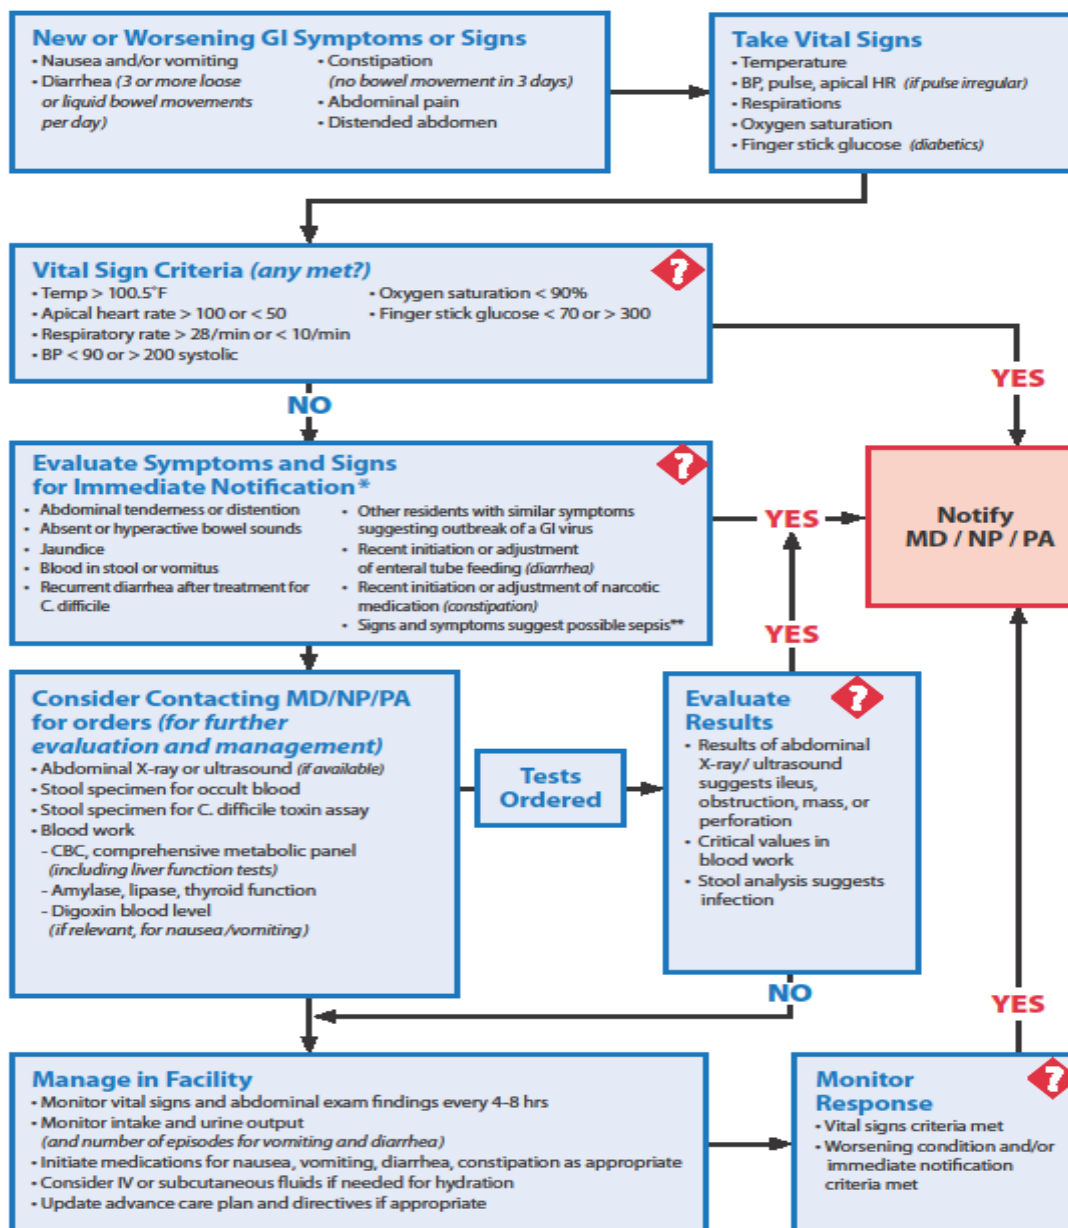 New or Worsening GI Symptoms or Signs
• Nausea and/or vomiting
• Diarrhea (3 or more loose
or liquid bowel movements
per day)
• Constipation
(no bowel movement in 3 days)
• Abdominal pain
• Distended abdomen
Take Vital Signs
• Temperature
• BP, pulse, apical HR (if pulse irregular)
• Respirations
• Oxygen saturation
• Finger stick glucose (diabetics)
Vital Sign Criteria (any met?)
?
• Temp > 100.5°F
• Apical heart rate > 100 or < 50
• Respiratory rate > 28/min or < 10/min
• BP < 90 or > 200 systolic
• Oxygen saturation < 90%
• Finger stick glucose < 70 or > 300
YES
NO
Evaluate Symptoms and Signs
for Immediate Notification*
?
• Abdominal tenderness or distention
• Absent or hyperactive bowel sounds
• Jaundice
• Blood in stool or vomitus
• Recurrent diarrhea after treatment for
C. difficile
• Other residents with similar symptoms
suggesting outbreak of a GI virus
• Recent initiation or adjustment
of enteral tube feeding (diarrhea)
• Recent initiation or adjustment of narcotic
medication (constipation)
• Signs and symptoms suggest possible sepsis**
YES
Notify
MD / NP / PA
YES
Consider Contacting MD/NP/PA
for orders (for further
evaluation and management)
• Abdominal X-ray or ultrasound (if available)
• Stool specimen for occult blood
• Stool specimen for C. difficile toxin assay
• Blood work
- CBC, comprehensive metabolic panel
(including liver function tests)
- Amylase, lipase, thyroid function
- Digoxin blood level
(if relevant, for nausea/vomiting)
Tests
Ordered
Evaluate
Results
?
• Results of abdominal
X-ray/ ultrasound
suggests ileus,
obstruction, mass, or
perforation
• Critical values in
blood work
• Stool analysis suggests
infection
NO
YES
Manage in Facility
• Monitor vital signs and abdominal exam findings every 4–8 hrs
• Monitor intake and urine output
(and number of episodes for vomiting and diarrhea)
• Initiate medications for nausea, vomiting, diarrhea, constipation as appropriate
• Consider IV or subcutaneous fluids if needed for hydration
• Update advance care plan and directives if appropriate
Monitor
Response
?
• Vital signs criteria met
• Worsening condition and/or
immediate notification
criteria met